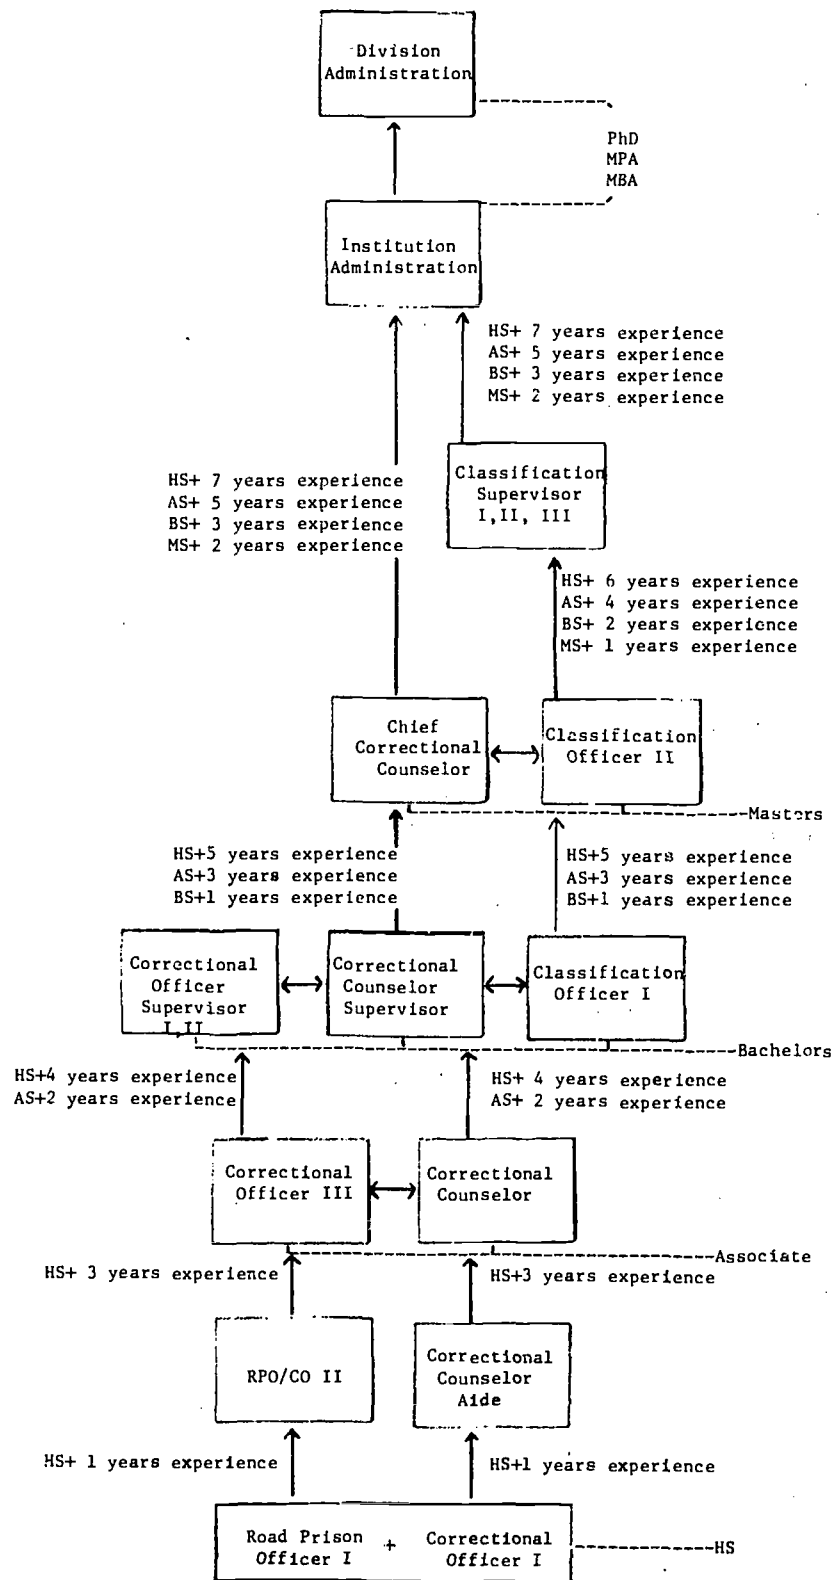 Division
Administration
PhD
MPA
MBA
Institution
Administration
HS+ 7 years experience
AS+ 5 years experience
BS+ 3 years experience
MS+ 2 years experience
Classification
Supervisor
I,II, III
HS+ 7 years experience
AS+ 5 years experience
BS+ 3 years experience
MS+ 2 years experience
HS+ 6 years experience
AS+ 4 years experience
BS+ 2 years experience
MS+ 1 years experience
Chief
Correctional
Counselor
Classification
Officer II
Masters
HS+5 years experience
AS+3 years experience
BS+1 years experience
HS+5 years experience
AS+3 years experience
BS+1 years experience
Correctional
Officer
Supervisor
I,II
Correctional
Counselor
Supervisor
Classification
Officer I
Bachelors
HS+4 years experience
AS+2 years experience
HS+ 4 years experience
AS+ 2 years experience
Correctional
Officer III
Correctional
Counselor
Associate
HS+ 3 years experience
HS+3 years experience
RPO/CO II
Correctional
Counselor
Aide
HS+ 1 years experience
HS+1 years experience
Road Prison
Officer I
+
Correctional
Officer I
HS